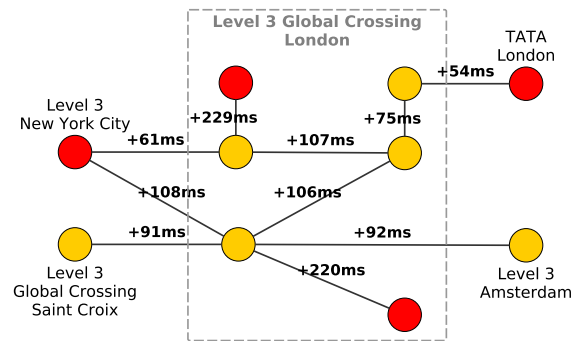 Level 3 Global Crossing
London
TATA
London
+54ms
Level 3
New York City
+229ms
+75ms
+61ms
+107ms
+108ms
+106ms
+91ms
+92ms
+220ms
Level 3
Global Crossing
Saint Croix
Level 3
Amsterdam